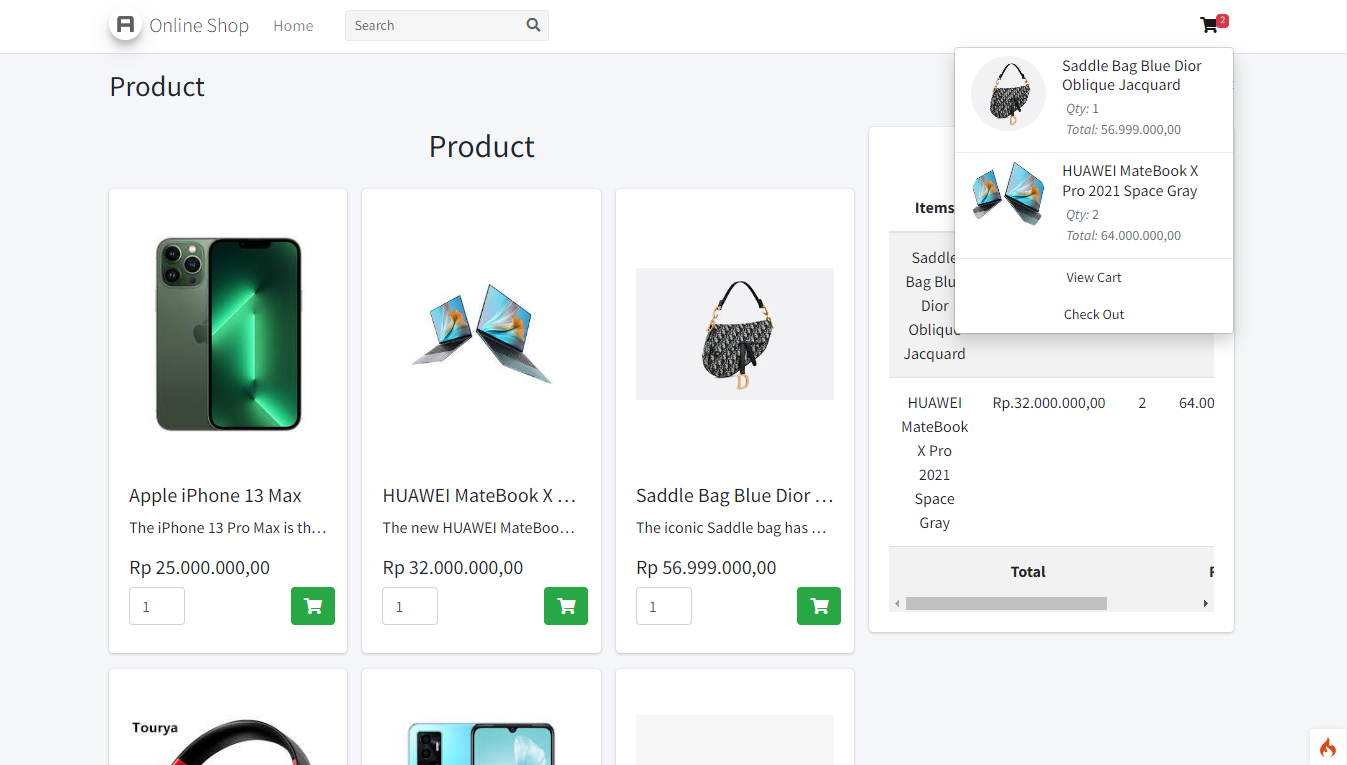 Online Shop
Home
Search
2
Product
Saddle Bag Blue Dior
Oblique Jacquard
Qty: 1
Total: 56.999.000,00
HUAWEI MateBook X
Pro 2021 Space Gray
Qty: 2
Total: 64.000.000,00
View Cart
Check Out
Product
Apple iPhone 13 Max
The iPhone 13 Pro Max is th…
Rp 25.000.000,00
1
HUAWEI MateBook X …
The new HUAWEI MateBoo…
Rp 32.000.000,00
1
Saddle Bag Blue Dior …
The iconic Saddle bag has …
Rp 56.999.000,00
1
Items
Saddle
Bag Blu
Dior
Oblique
Jacquard
HUAWEI
MateBook
X Pro
2021
Space
Gray
Rp.32.000.000,00
2
64.00
Total
Tourya